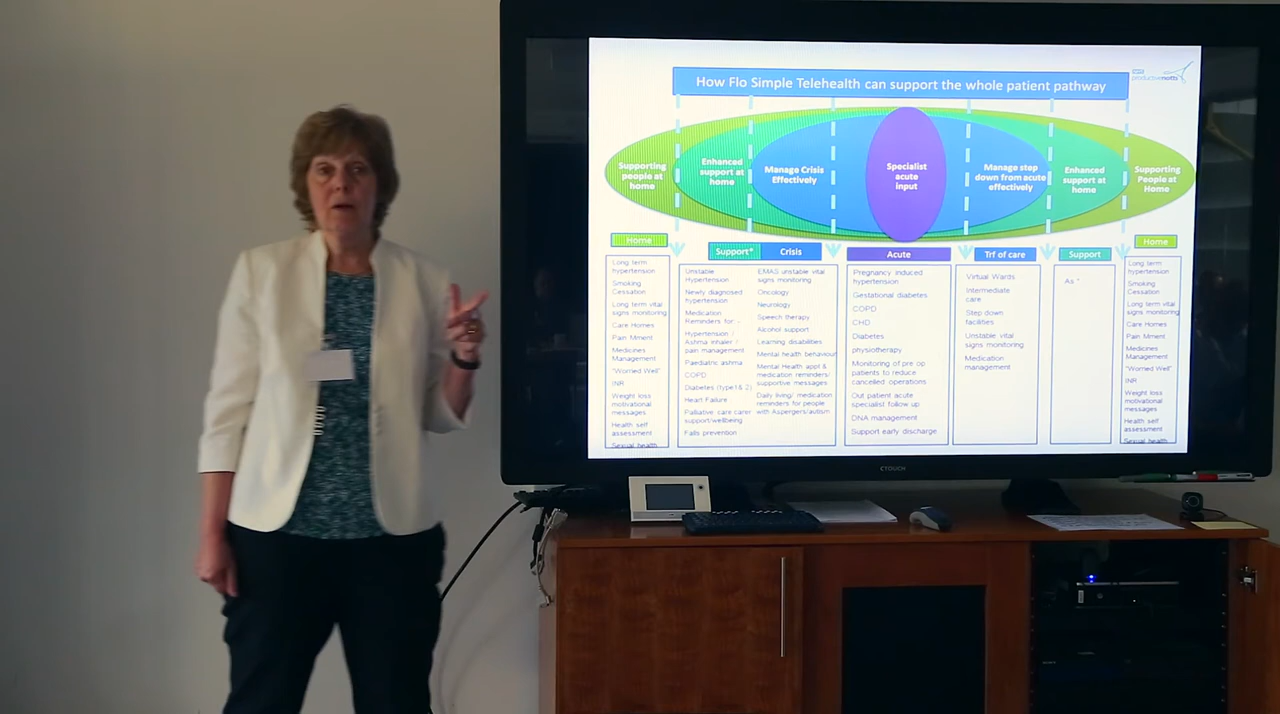 How Flo Simple Telehealth can support the whole patient pathway
NHS
productivenotts
Supporting
people at
home
Enhanced
support at
home
Manage Crisis
Effectively
Specialist
acute
input
Manage step
down from acute
effectively
Enhanced
support at
home
Supporting
People at
Home
Home
Long term
hypertension
Smoking
Cessation
Long term vital
signs monitoring
Care Homes
Pain Mment
Medicines
Management
"Worried Well"
INR
Weight loss
motivational
messages
Health self
assessment
Sexual health
Support*
Crisis
Unstable
Hypertension
Newly diagnosed
hypertension
Medication
Reminders for: -
Hypertension /
Asthma inhaler /
pain management
Paediatric asthma
COPD
Diabetes (type1& 2)
Heart Failure
Palliative care carer
support/wellbeing
Falls prevention
EMAS unstable vital
signs monitoring
Oncology
Neurology
Speech therapy
Alcohol support
Learning disabilities
Mental health behaviour
Mental Health appt &
medication reminders/
supportive messages
Daily living/ medication
reminders for people
with Aspergers/autism
Acute
Pregnancy induced
hypertension
Gestational diabetes
COPD
CHD
Diabetes
physiotherapy
Monitoring of pre op
patients to reduce
cancelled operations
Out patient acute
specialist follow up
DNA management
Support early discharge
Trf of care
Virtual Wards
Intermediate
care
Step down
facilities
Unstable vital
signs monitoring
Medication
management
Support
As *
Home
Long term
hypertension
Smoking
Cessation
Long term vital
signs monitoring
Care Homes
Pain Mment
Medicines
Management
"Worried Well"
INR
Weight loss
motivational
messages
Health self
assessment
Sexual health
CTOUCH